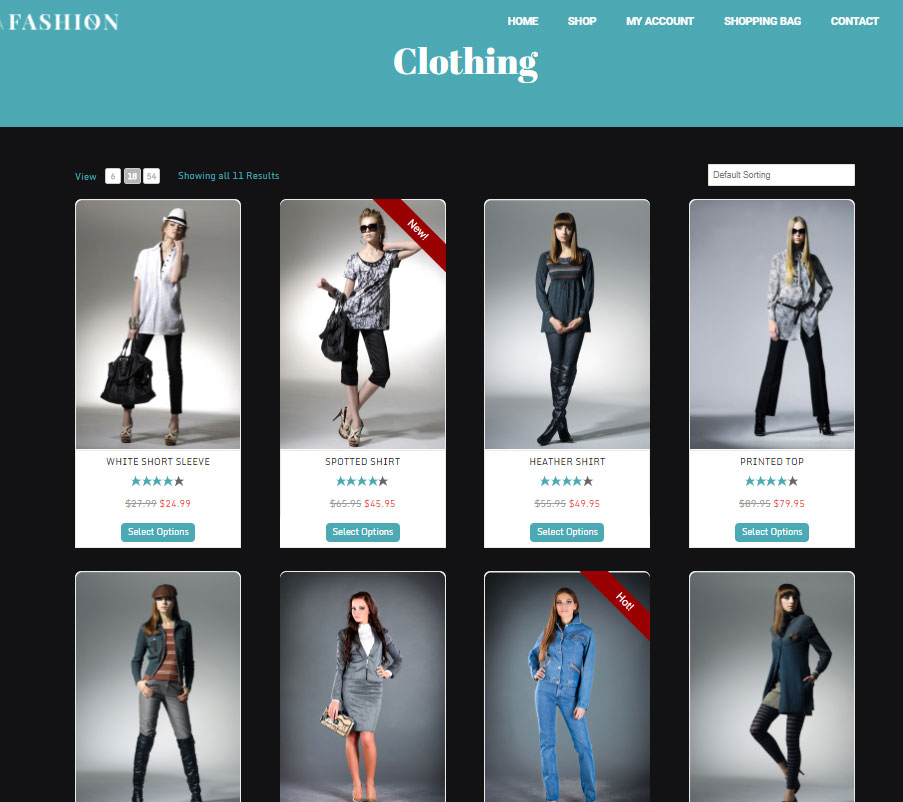 FASHION
HOME SHOP MY ACCOUNT SHOPPING BAG CONTACT
Clothing
View 6 18 54 Showing all 11 Results
Default Sorting
New!
WHITE SHORT SLEEVE
$27.99 $24.99
Select Options
SPOTTED SHIRT
$65.95 $45.95
Select Options
HEATHER SHIRT
$55.95 $49.95
Select Options
PRINTED TOP
$89.95 $79.95
Select Options
Hot!